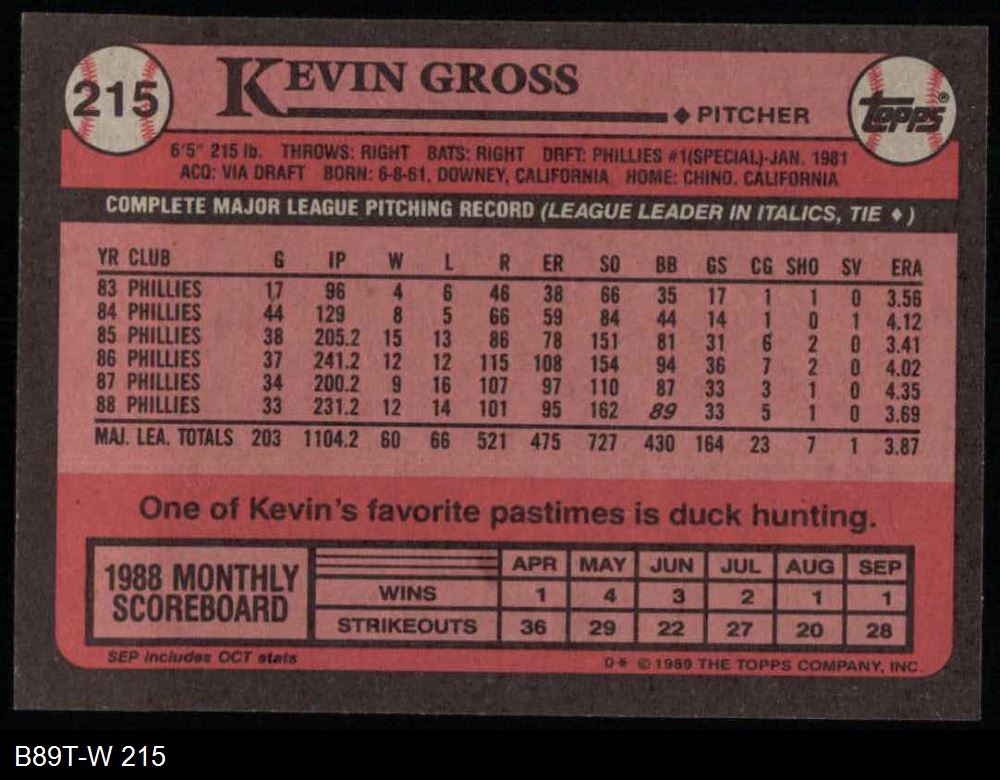 215
KEVIN GROSS
◆ PITCHER
Topps®
6'5" 215 lb. THROWS: RIGHT BATS: RIGHT DRFT: PHILLIES #1(SPECIAL)-JAN. 1981
ACQ: VIA DRAFT BORN: 6-8-61, DOWNEY, CALIFORNIA HOME: CHINO, CALIFORNIA
COMPLETE MAJOR LEAGUE PITCHING RECORD (LEAGUE LEADER IN ITALICS, TIE ♦)
YR CLUB G IP W L R ER SO BB GS CG SHO SV ERA
83 PHILLIES 17 96 4 6 46 38 66 35 17 1 1 0 3.56
84 PHILLIES 44 129 8 5 66 59 84 44 14 1 0 1 4.12
85 PHILLIES 38 205.2 15 13 86 78 151 81 31 6 2 0 3.41
86 PHILLIES 37 241.2 12 12 115 108 154 94 36 7 2 0 4.02
87 PHILLIES 34 200.2 9 16 107 97 110 87 33 3 1 0 4.35
88 PHILLIES 33 231.2 12 14 101 95 162 89 33 5 1 0 3.69
MAJ. LEA. TOTALS 203 1104.2 60 66 521 475 727 430 164 23 7 1 3.87
One of Kevin's favorite pastimes is duck hunting.
1988 MONTHLY SCOREBOARD
APR MAY JUN JUL AUG SEP
WINS 1 4 3 2 1 1
STRIKEOUTS 36 29 22 27 20 28
SEP includes OCT stats
D* © 1989 THE TOPPS COMPANY, INC.
B89T-W 215